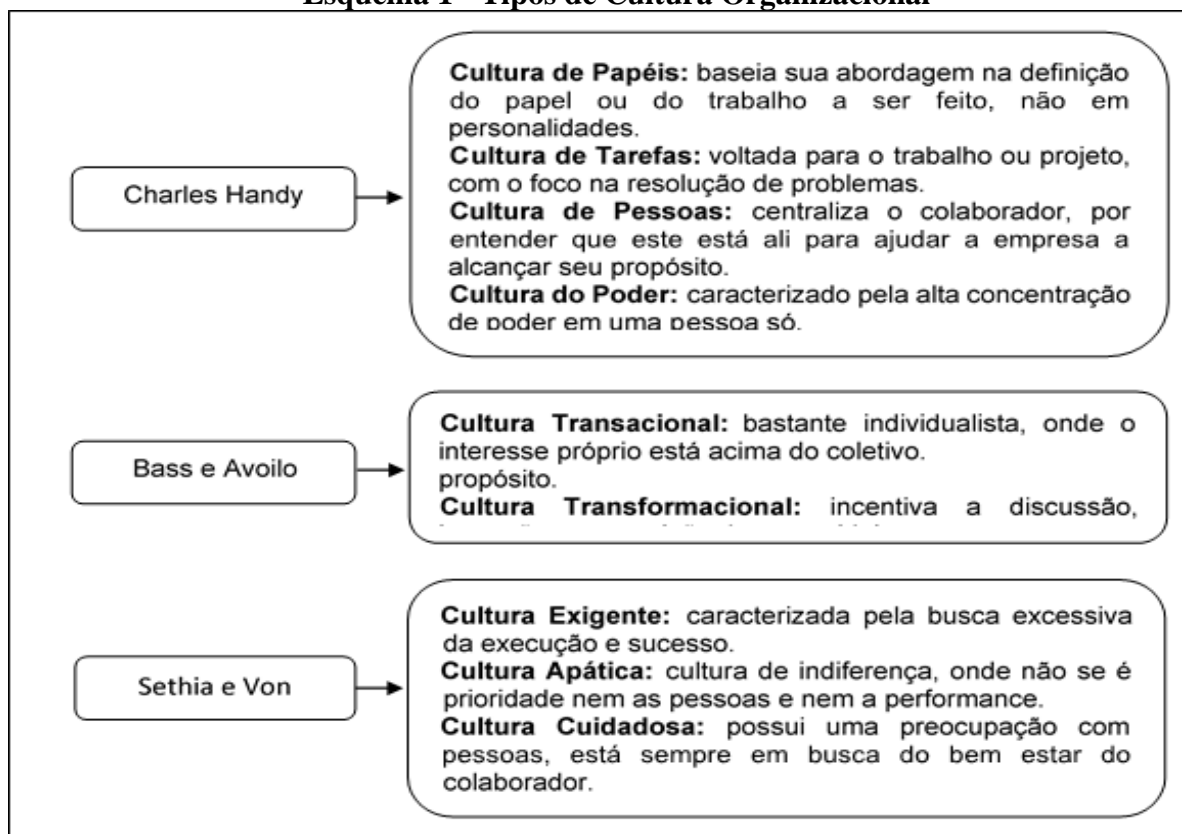 Esquema 1 - Tipos de Cultura Organizacional
Charles Handy
Cultura de Papéis: baseia sua abordagem na definição
do papel ou do trabalho a ser feito, não em
personalidades.
Cultura de Tarefas: voltada para o trabalho ou projeto,
com o foco na resolução de problemas.
Cultura de Pessoas: centraliza o colaborador, por
entender que este está ali para ajudar a empresa a
alcançar seu propósito.
Cultura do Poder: caracterizado pela alta concentração
de poder em uma pessoa só.
Bass e Avoilo
Cultura Transacional: bastante individualista, onde o
interesse próprio está acima do coletivo.
propósito.
Cultura Transformacional: incentiva a discussão,
Sethia e Von
Cultura Exigente: caracterizada pela busca excessiva
da execução e sucesso.
Cultura Apática: cultura de indiferença, onde não se é
prioridade nem as pessoas e nem a performance.
Cultura Cuidadosa: possui uma preocupação com
pessoas, está sempre em busca do bem estar do
colaborador.